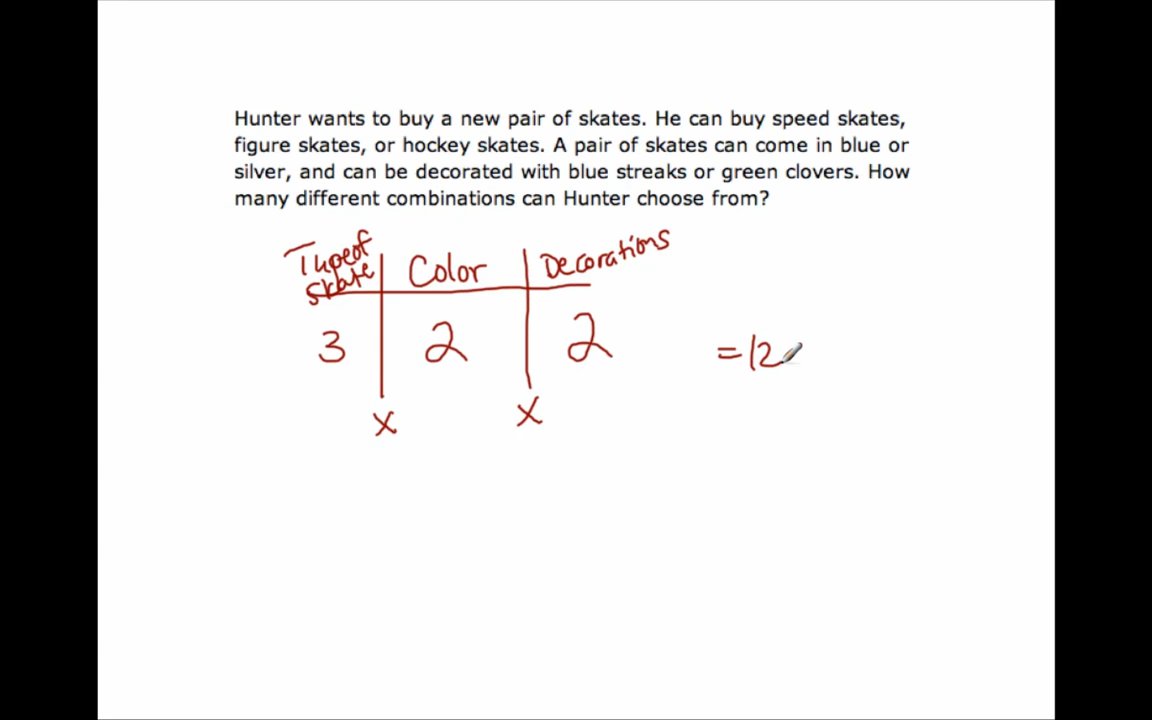 Hunter wants to buy a new pair of skates. He can buy speed skates,
figure skates, or hockey skates. A pair of skates can come in blue or
silver, and can be decorated with blue streaks or green clovers. How
many different combinations can Hunter choose from?
Type of
skate
Color
Decorations
3 2 2 =12
x x